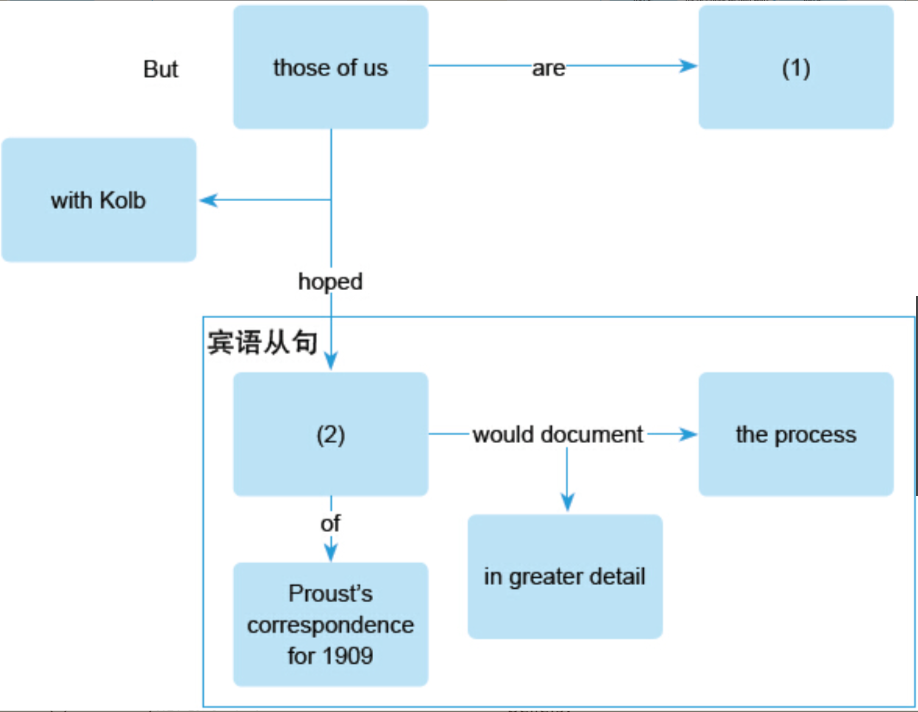 But
those of us
are
(1)
with Kolb
hoped
宾语从句
(2)
would document
the process
of
in greater detail
Proust's
correspondence
for 1909